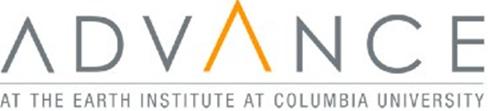 ADVANCE
AT THE EARTH INSTITUTE AT COLUMBIA UNIVERSITY